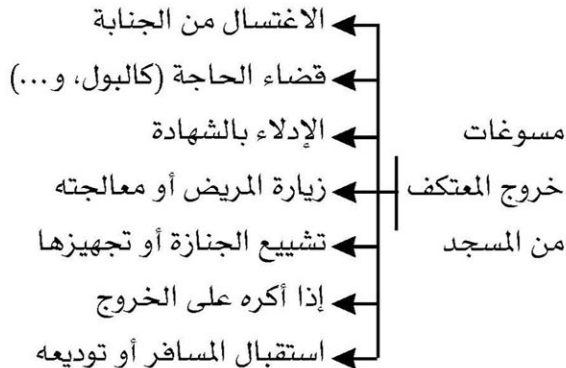 مسوغات
خروج المعتكف
من المسجد
الاغتسال من الجنابة
قضاء الحاجة (كالبول، و...)
الإدلاء بالشهادة
زيارة المريض أو معالجته
تشييع الجنازة أو تجهيزها
إذا أكره على الخروج
استقبال المسافر أو توديعه